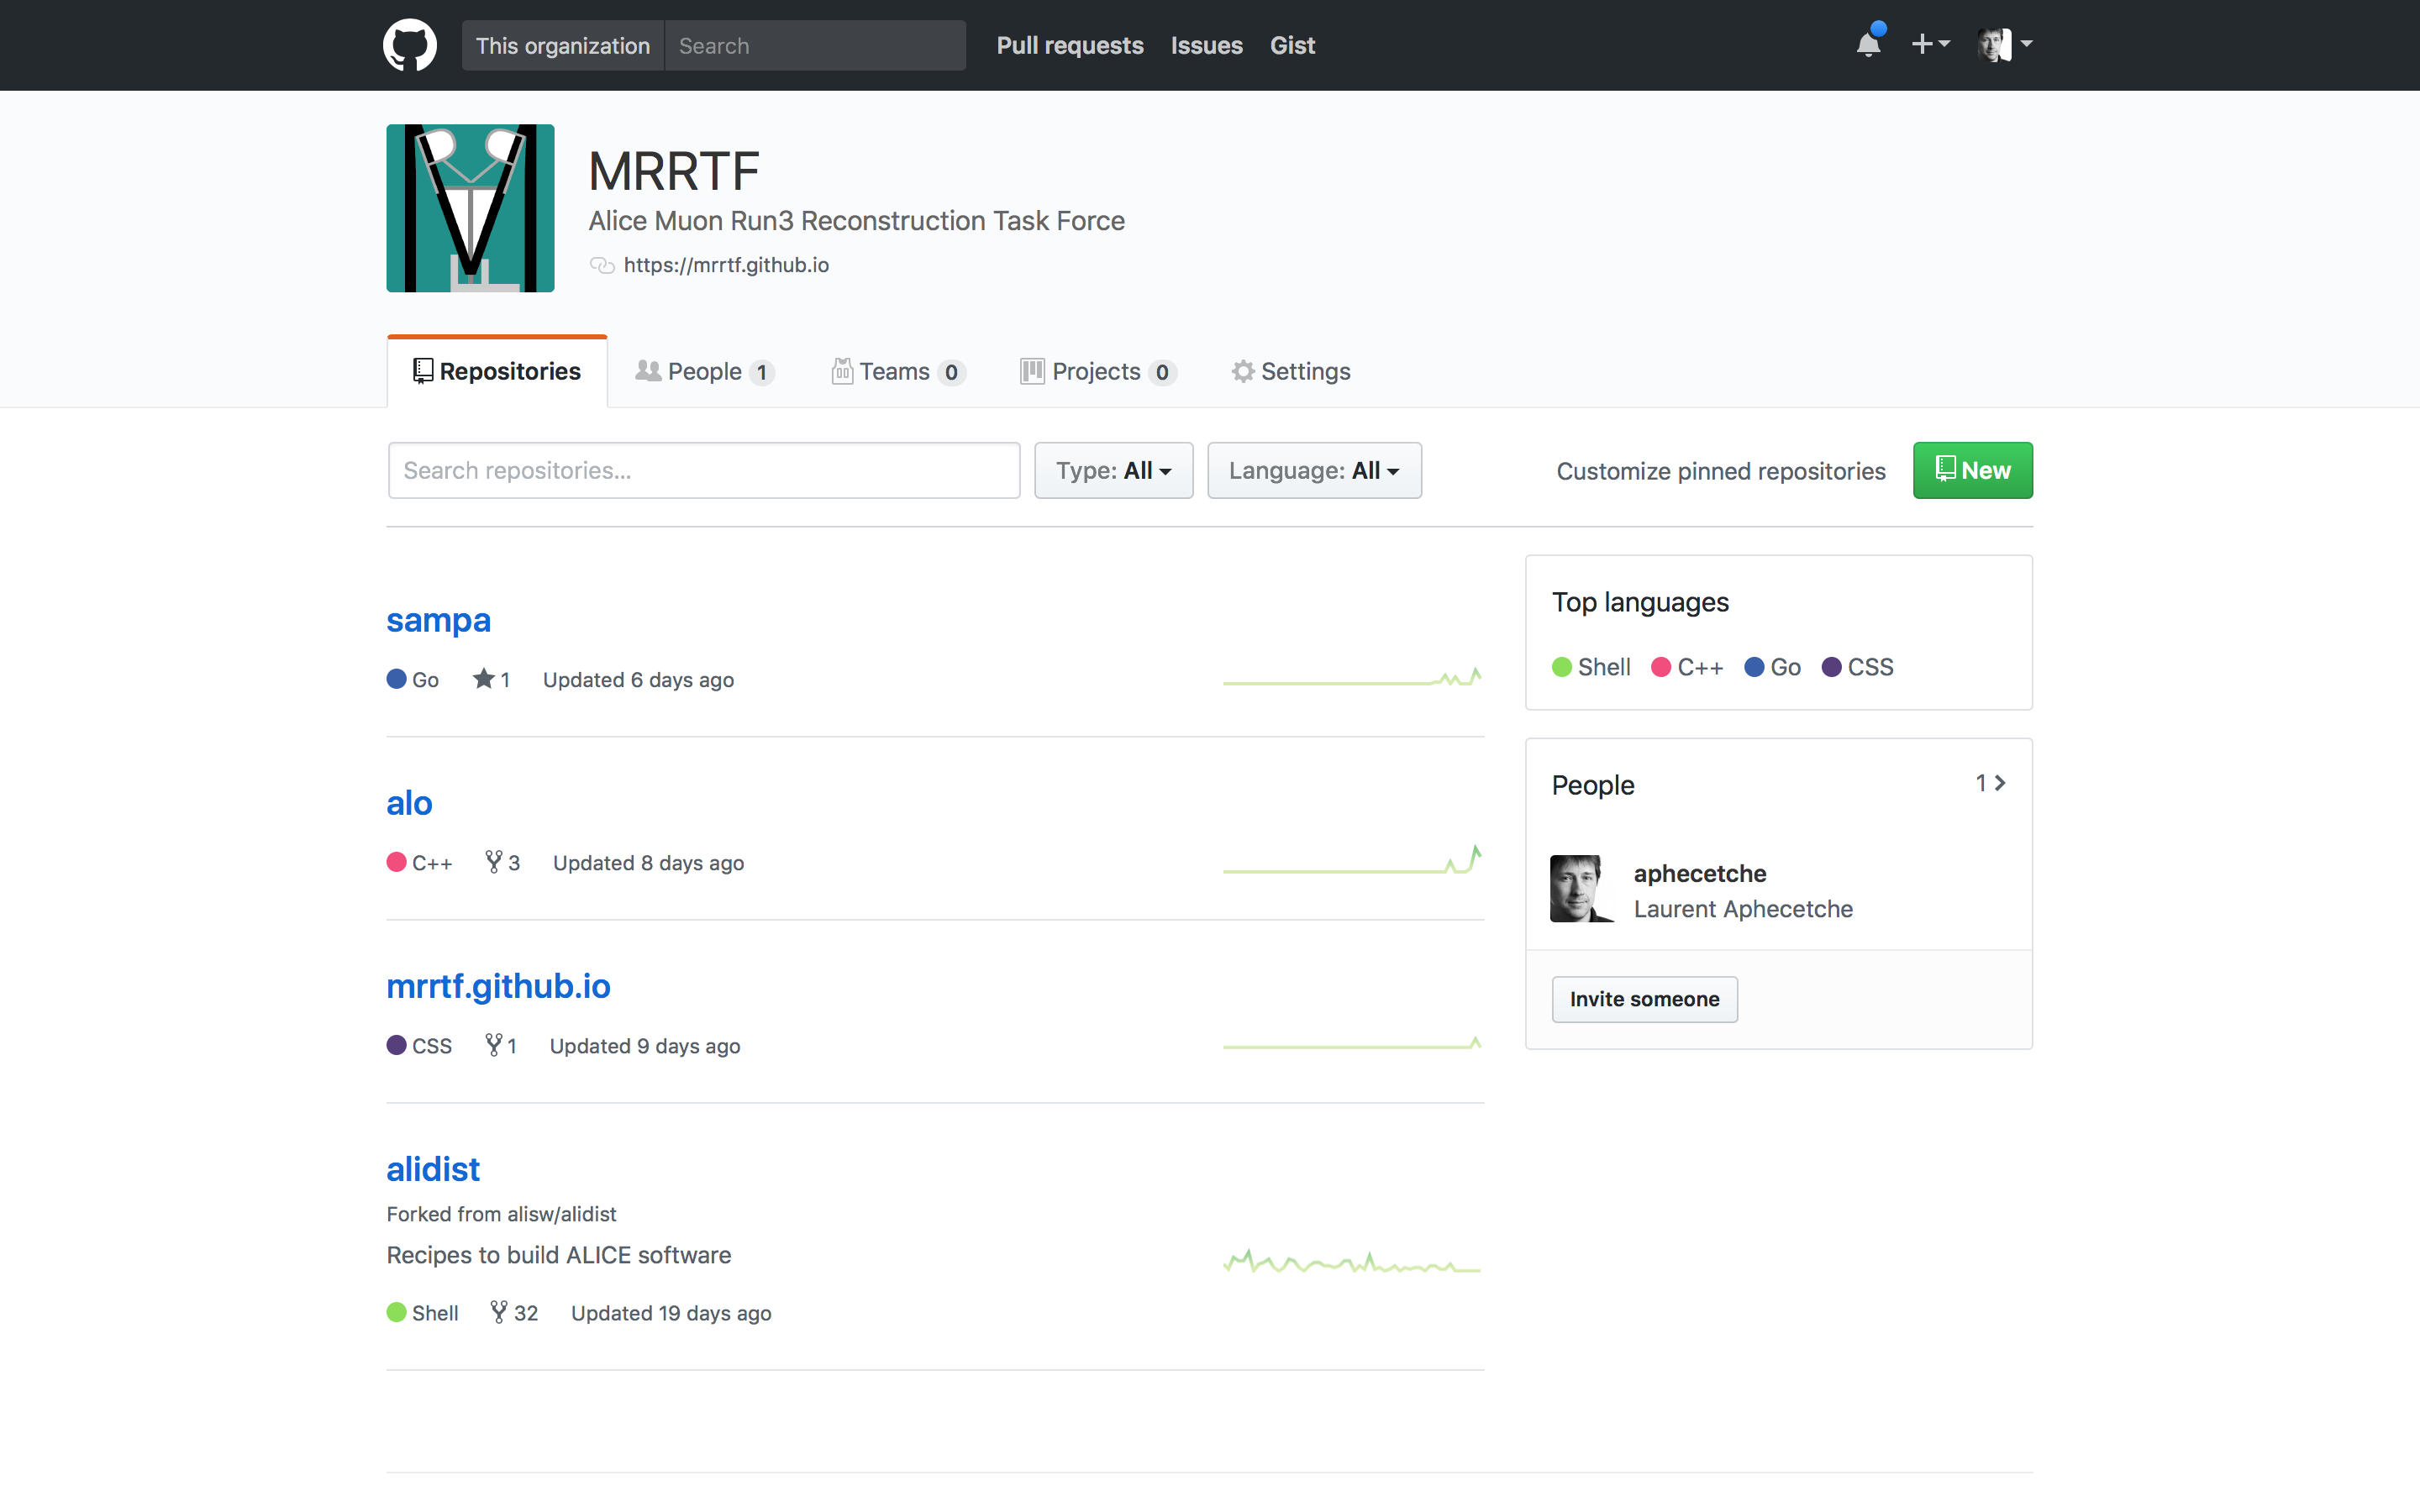 This organization Search Pull requests Issues Gist
MRRTF
Alice Muon Run3 Reconstruction Task Force
https://mrrtf.github.io
Repositories People 1 Teams 0 Projects 0 Settings
Search repositories... Type: All Language: All Customize pinned repositories New
sampa
Go 1 Updated 6 days ago
alo
C++ 3 Updated 8 days ago
mrrtf.github.io
CSS 1 Updated 9 days ago
alidist
Forked from alisw/alidist
Recipes to build ALICE software
Shell 32 Updated 19 days ago
Top languages
Shell C++ Go CSS
People 1
aphecetche
Laurent Aphecetche
Invite someone